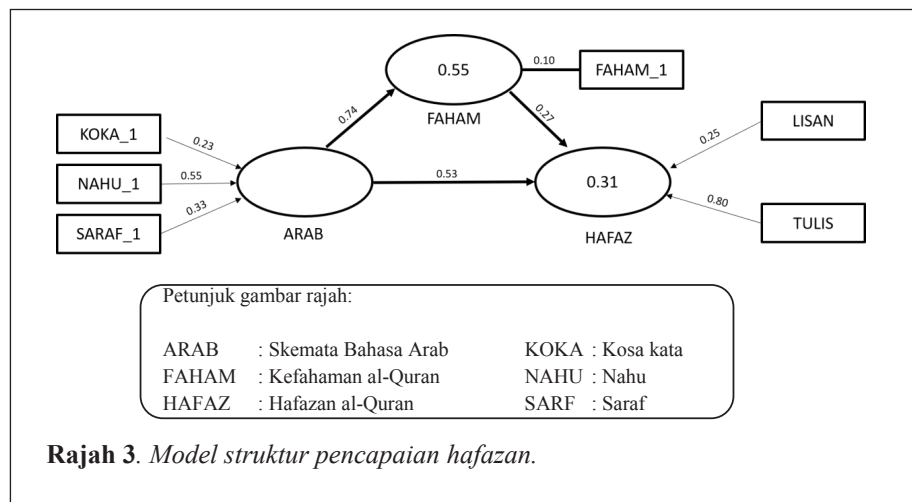 0.55
0.10
FAHAM_1
FAHAM
0.74
0.27
KOKA_1
0.23
LISAN
0.25
NAHU_1
0.55
0.53
0.31
SARAF_1
0.33
0.80
TULIS
ARAB
HAFAZ
Petunjuk gambar rajah:
ARAB : Skemata Bahasa Arab KOKA : Kosa kata
FAHAM : Kefahaman al-Quran NAHU : Nahu
HAFAZ : Hafazan al-Quran SARF : Saraf
Rajah 3. Model struktur pencapaian hafazan.